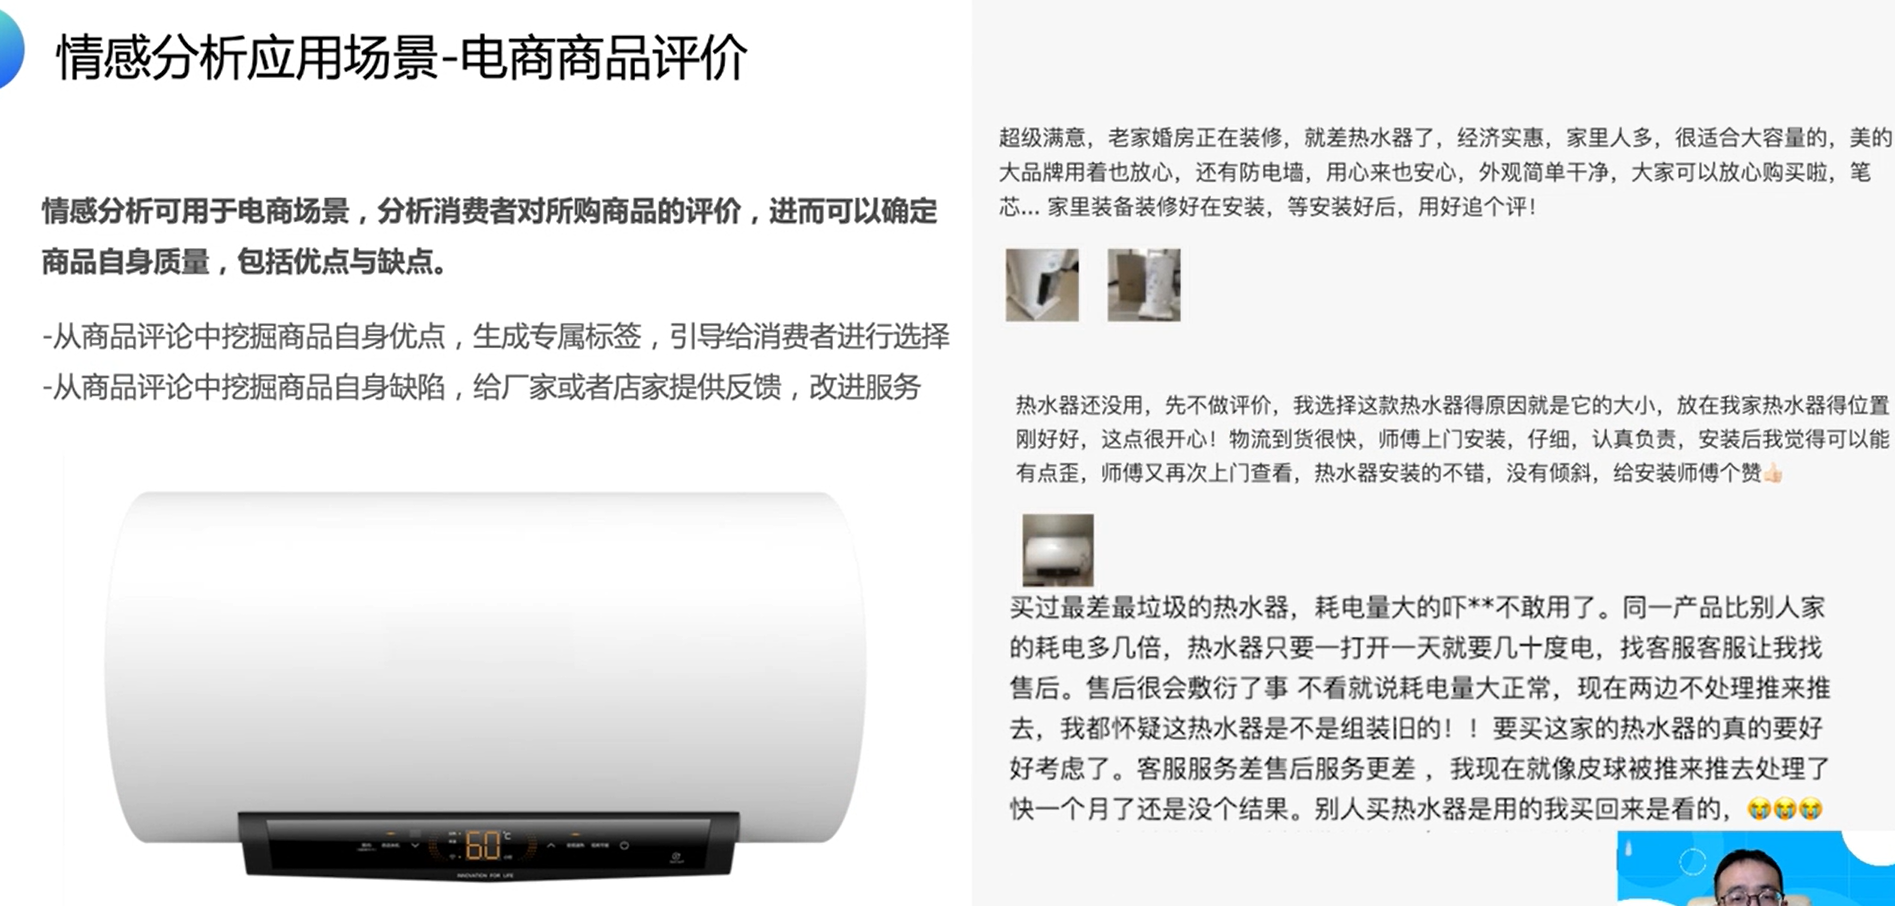 情感分析应用场景-电商商品评价
情感分析可用于电商场景，分析消费者对所购商品的评价，进而可以确定
商品自身质量，包括优点与缺点。
-从商品评论中挖掘商品自身优点，生成专属标签，引导给消费者进行选择
-从商品评论中挖掘商品自身缺陷，给厂家或者店家提供反馈，改进服务
60
℃
INNOVATION FOR LIFE
超级满意，老家婚房正在装修，就差热水器了，经济实惠，家里人多，很适合大容量的，美的
大品牌用着也放心，还有防电墙，用心来也安心，外观简单干净，大家可以放心购买啦，笔
芯... 家里装备装修好在安装，等安装好后，用好追个评！
热水器还没用，先不做评价，我选择这款热水器得原因就是它的大小，放在我家热水器得位置
刚好好，这点很开心！物流到货很快，师傅上门安装，仔细，认真负责，安装后我觉得可以能
有点歪，师傅又再次上门查看，热水器安装的不错，没有倾斜，给安装师傅个赞👍🏻
买过最差最垃圾的热水器，耗电量大的吓**不敢用了。同一产品比别人家
的耗电多几倍，热水器只要一打开一天就要几十度电，找客服客服让我找
售后。售后很会敷衍了事 不看就说耗电量大正常，现在两边不处理推来推
去，我都怀疑这热水器是不是组装旧的！！要买这家的热水器的真的要好
好考虑了。客服服务差售后服务更差 ，我现在就像皮球被推来推去处理了
快一个月了还是没个结果。别人买热水器是用的我买回来是看的，😭😭😭